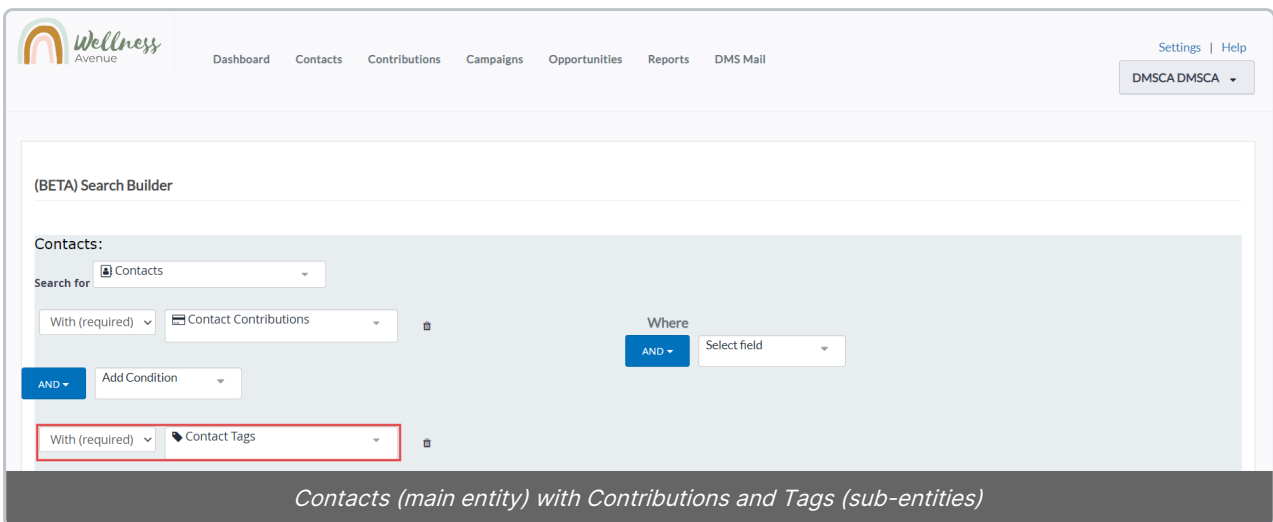 Wellness
Avenue
Dashboard Contacts Contributions Campaigns Opportunities Reports DMS Mail
Settings | Help
DMSCA DMSCA
(BETA) Search Builder
Contacts:
Search for Contacts
With (required) Contact Contributions
Where
AND Select field
AND Add Condition
With (required) Contact Tags
Contacts (main entity) with Contributions and Tags (sub-entities)